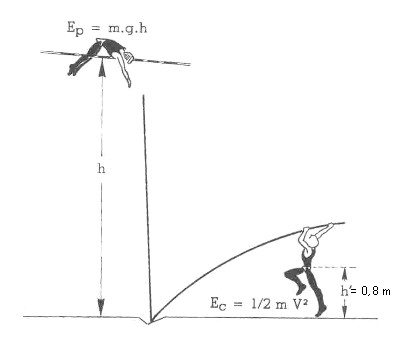 Ep = m.g.h
h
h'= 0,8 m
Ec = 1/2 m V²